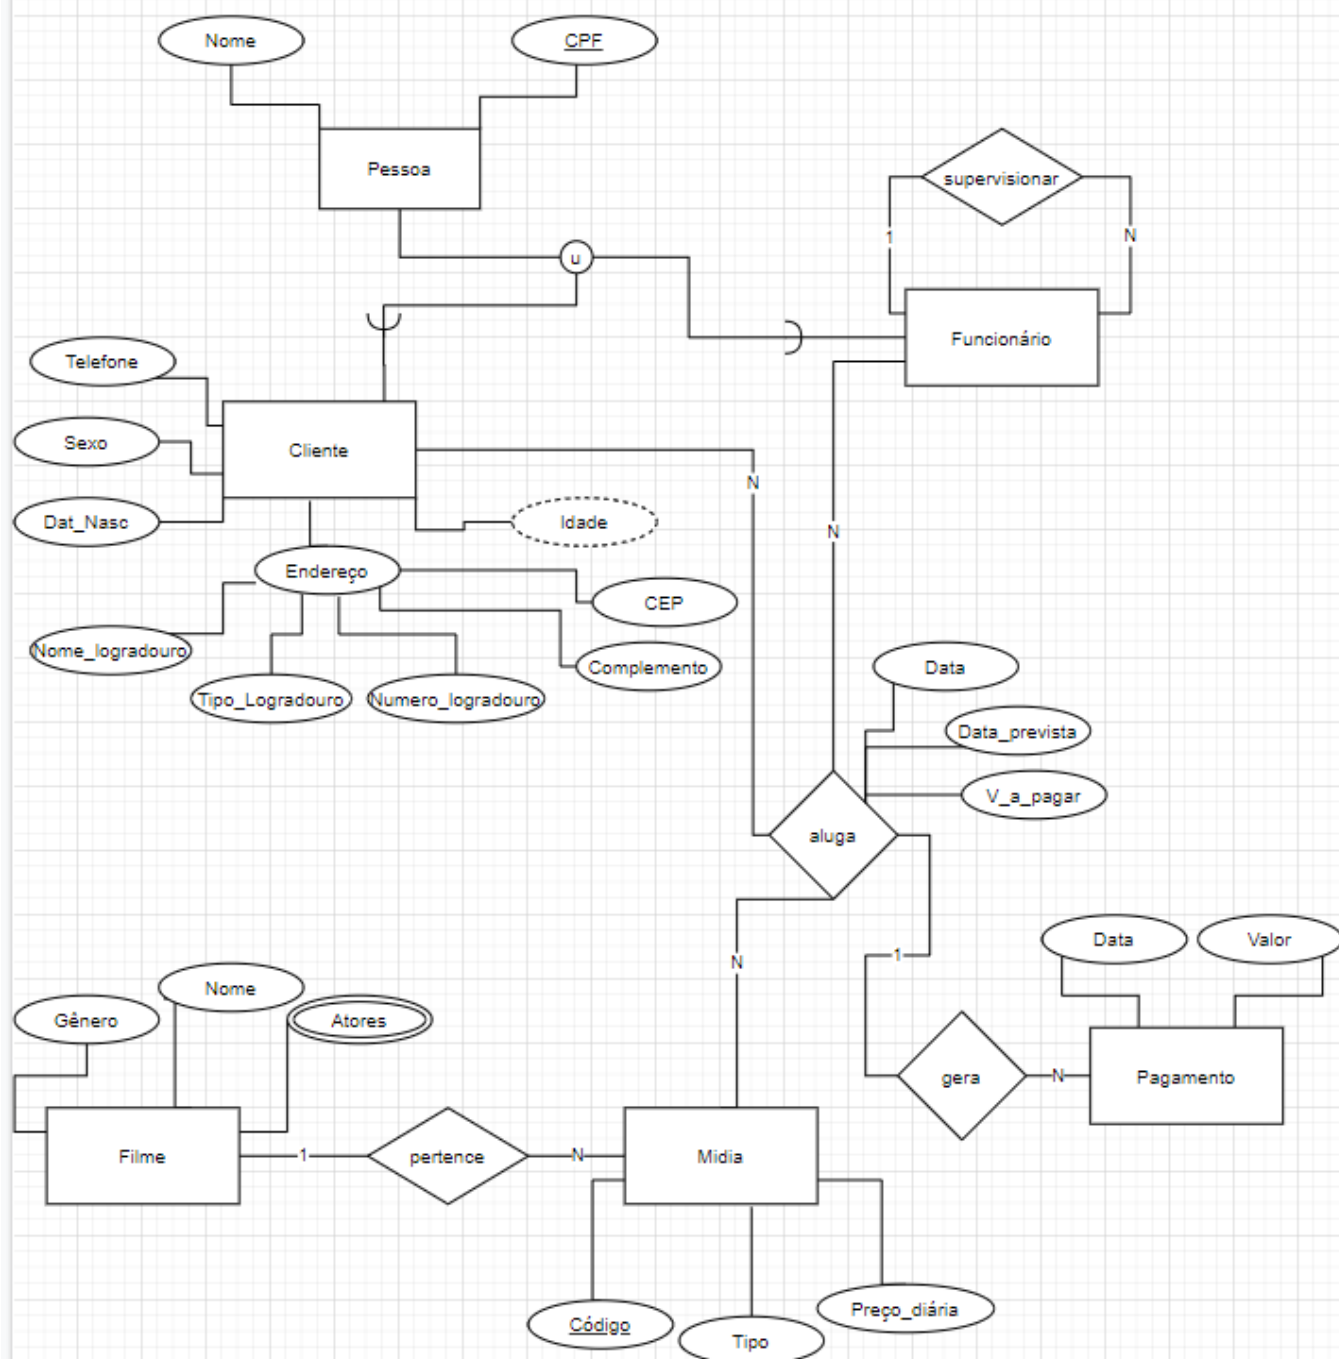 Nome
CPF
Pessoa
supervisionar
1
N
u
Funcionário
Telefone
Sexo
Cliente
N
Dat_Nasc
Idade
N
Endereço
CEP
Nome_logradouro
Complemento
Tipo_Logradouro
Numero_logradouro
Data
Data_prevista
V_a_pagar
aluga
Data
Valor
1
N
Nome
Gênero
Atores
gera
N
Pagamento
Filme
1
pertence
N
Midia
Código
Tipo
Preço_diária